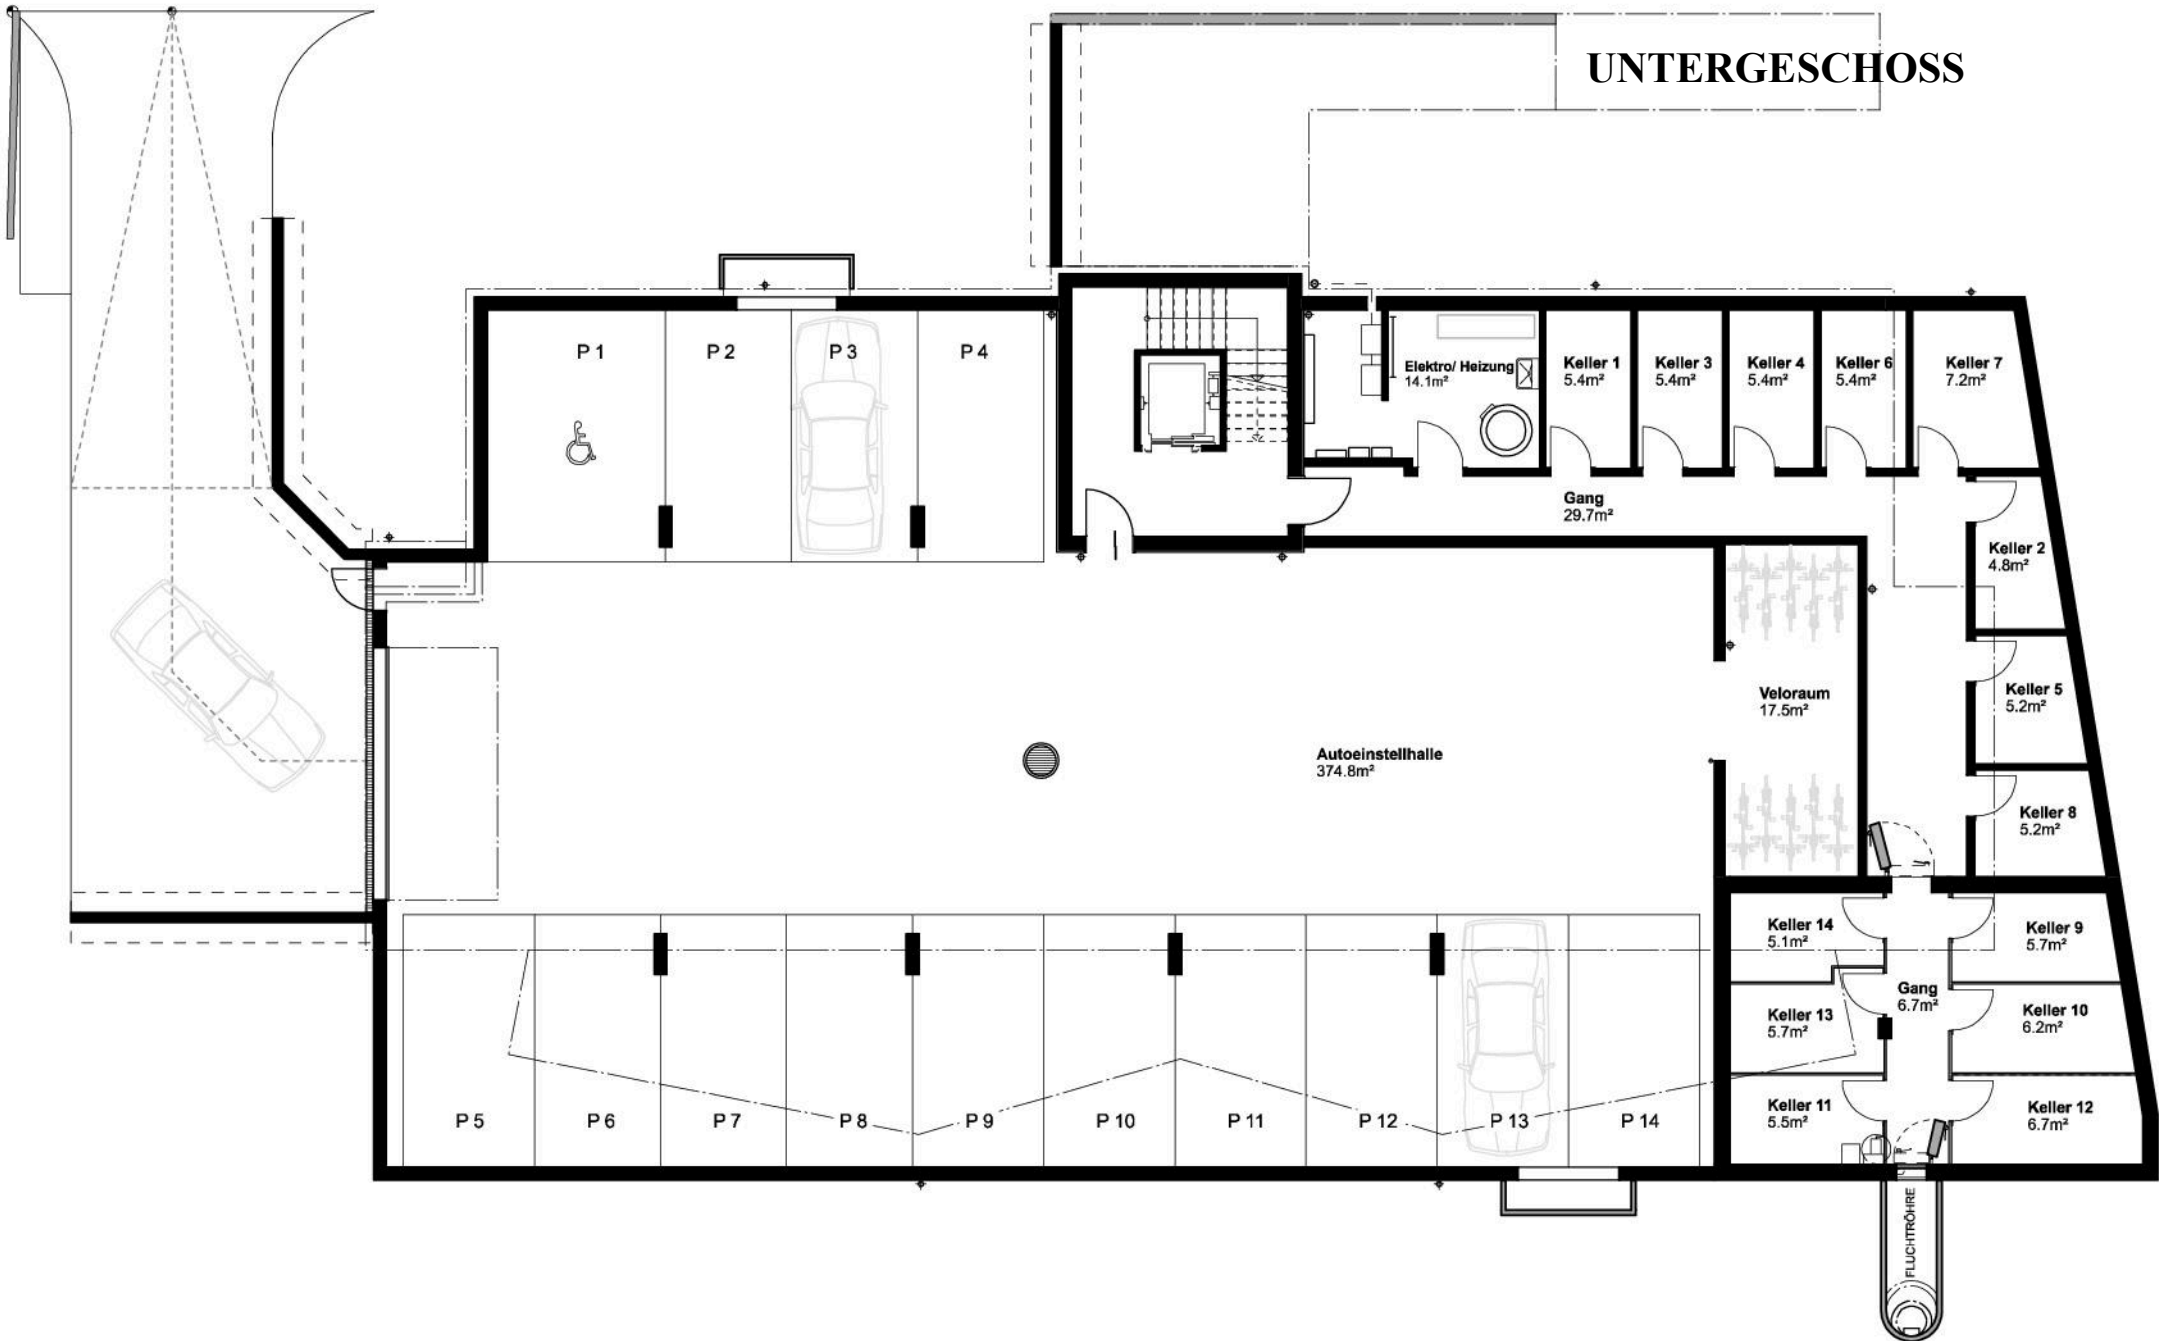 UNTERGESCHOSS
P 1
P 2
P 3
P 4
Elektro/ Heizung
14.1m²
Keller 1
5.4m²
Keller 3
5.4m²
Keller 4
5.4m²
Keller 6
5.4m²
Keller 7
7.2m²
Gang
29.7m²
Keller 2
4.8m²
Keller 5
5.2m²
Veloraum
17.5m²
Autoeinstellhalle
374.8m²
Keller 8
5.2m²
Keller 14
5.1m²
Keller 9
5.7m²
Gang
6.7m²
Keller 13
5.7m²
Keller 10
6.2m²
Keller 11
5.5m²
Keller 12
6.7m²
P 5
P 6
P 7
P 8
P 9
P 10
P 11
P 12
P 13
P 14
FLUCHTRÖHRE